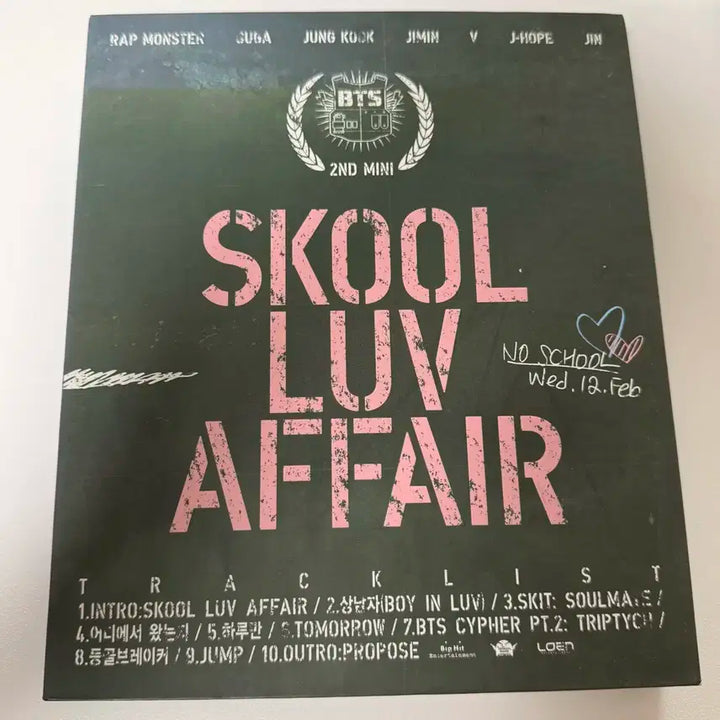 RAP MONSTER SUGA JUNG KOOK JIMIN V J-HOPE JIN
BTS
2ND MINI
SKOOL
LUV
AFFAIR
NO SCHOOL
Wed.12.Feb
TRACKLIST
1.INTRO:SKOOL LUV AFFAIR / 2.상남자(BOY IN LUV) / 3.SKIT: SOULMATE /
4.어디에서 왔는지 / 5.하루만 / 6.TOMORROW / 7.BTS CYPHER PT.2: TRIPTYCH /
8.등골브레이커 / 9.JUMP / 10.OUTRO:PROPOSE Big Hit Entertainment LOEN